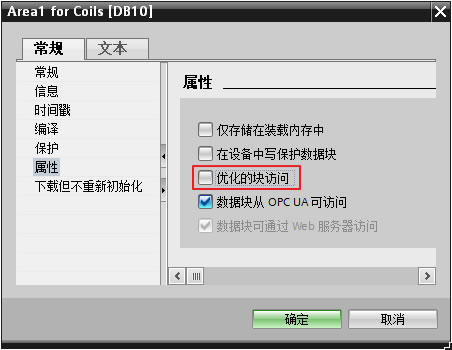 Area1 for Coils [DB10]
常规
文本
常规
信息
时间戳
编译
保护
属性
下载但不重新初始化
属性
仅存储在装载内存中
在设备中写保护数据块
优化的块访问
数据块从 OPC UA 可访问
数据块可通过 Web 服务器访问
确定
取消